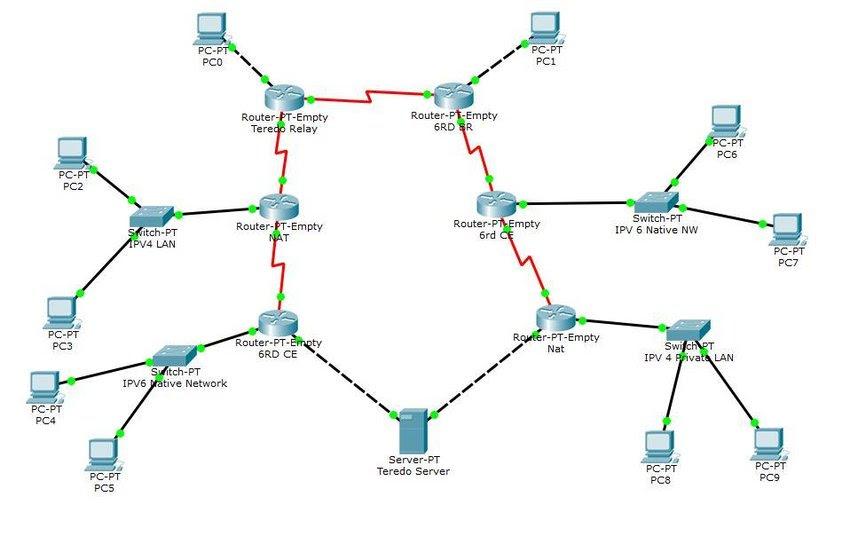 PC-PT
PC0
PC-PT
PC1
Router-PT-Empty
Teredo Relay
Router-PT-Empty
6RD BR
PC-PT
PC6
PC-PT
PC2
Switch-PT
IPV4 LAN
Router-PT-Empty
NAT
Router-PT-Empty
6rd CE
Switch-PT
IPV 6 Native NW
PC-PT
PC7
PC-PT
PC3
Router-PT-Empty
6RD CE
Router-PT-Empty
Nat
Switch-PT
IPV 4 Private LAN
Switch-PT
IPV6 Native Network
PC-PT
PC4
PC-PT
PC5
Server-PT
Teredo Server
PC-PT
PC8
PC-PT
PC9